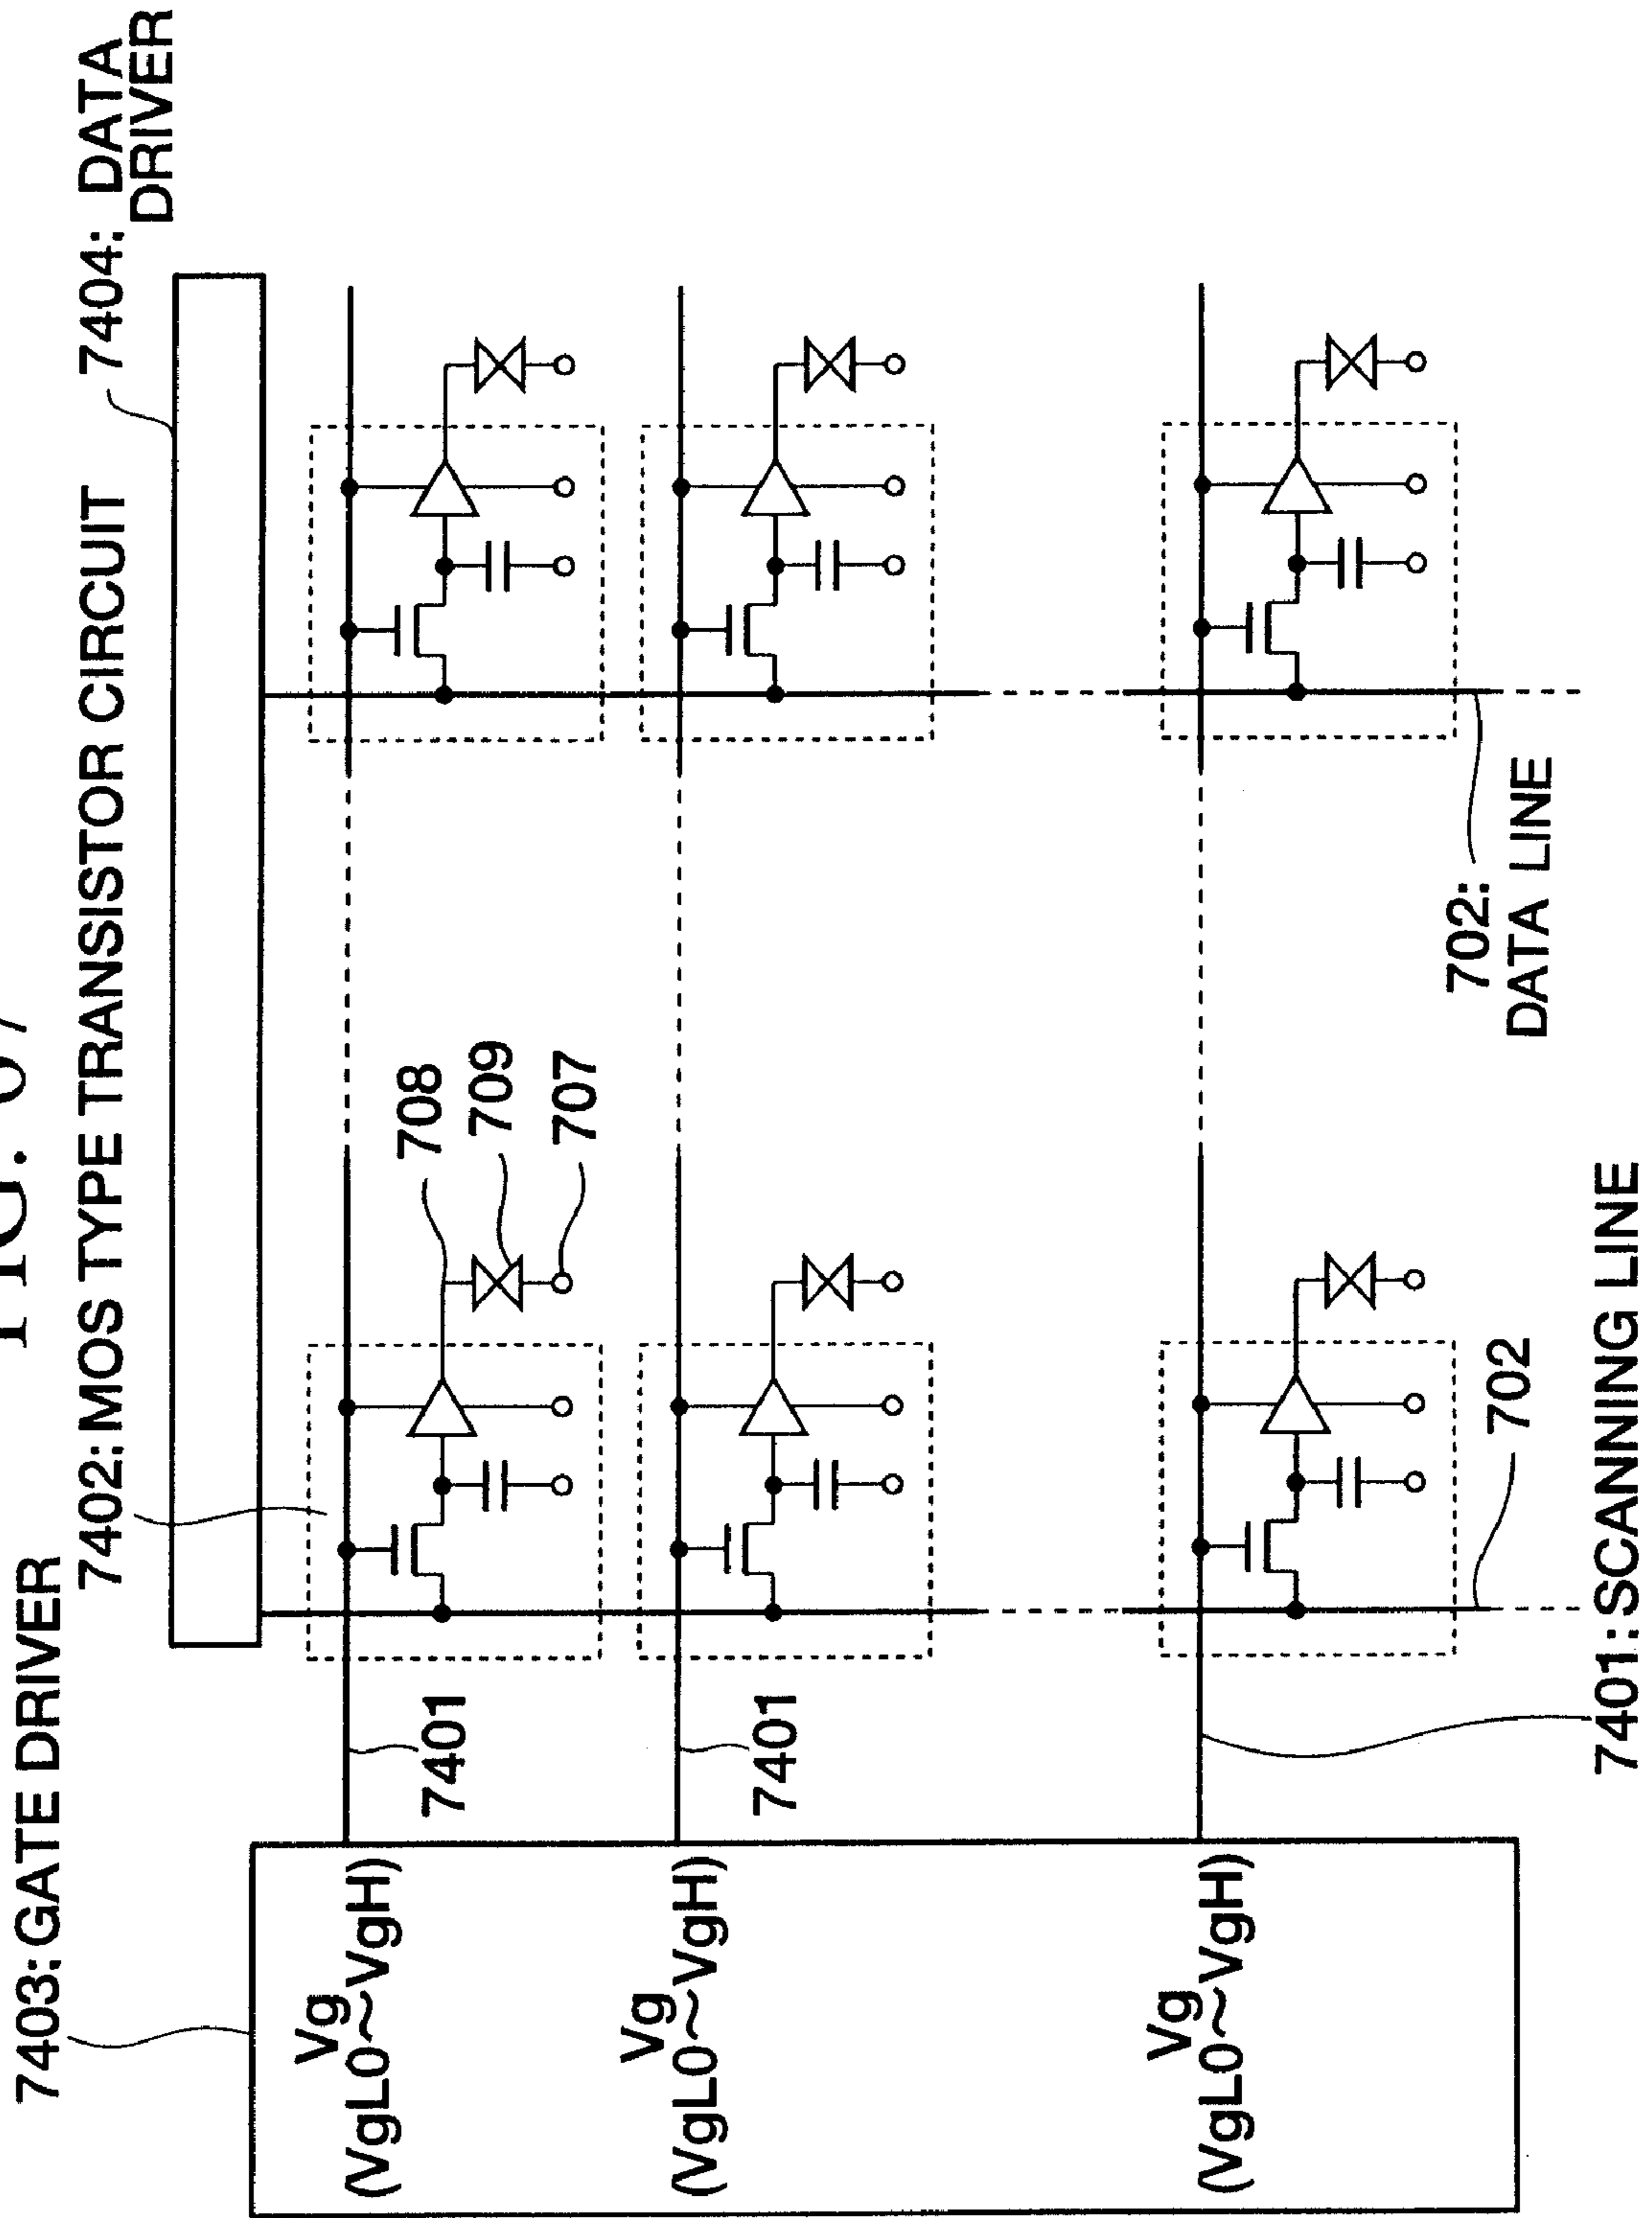 FIG.
7403:GATE DRIVER
7402:MOS TYPE TRANSISTOR CIRCUIT
7404: DATA
DRIVER
Vg
(VgL0~VgH)
7401
708
709
707
Vg
(VgL0~VgH)
7401
Vg
(VgL0~VgH)
702:
DATA LINE
702
7401:SCANNING LINE